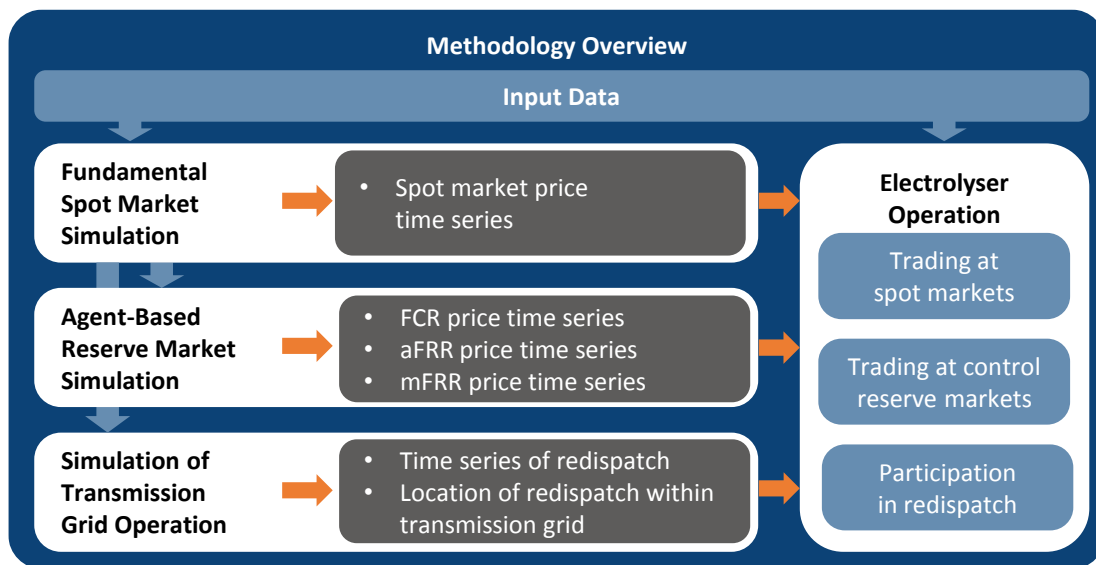 Methodology Overview
Input Data
Fundamental
Spot Market
Simulation
• Spot market price
time series
Agent-Based
Reserve Market
Simulation
• FCR price time series
• aFRR price time series
• mFRR price time series
Simulation of
Transmission
Grid Operation
• Time series of redispatch
• Location of redispatch within
transmission grid
Electrolyser
Operation
Trading at
spot markets
Trading at control
reserve markets
Participation
in redispatch